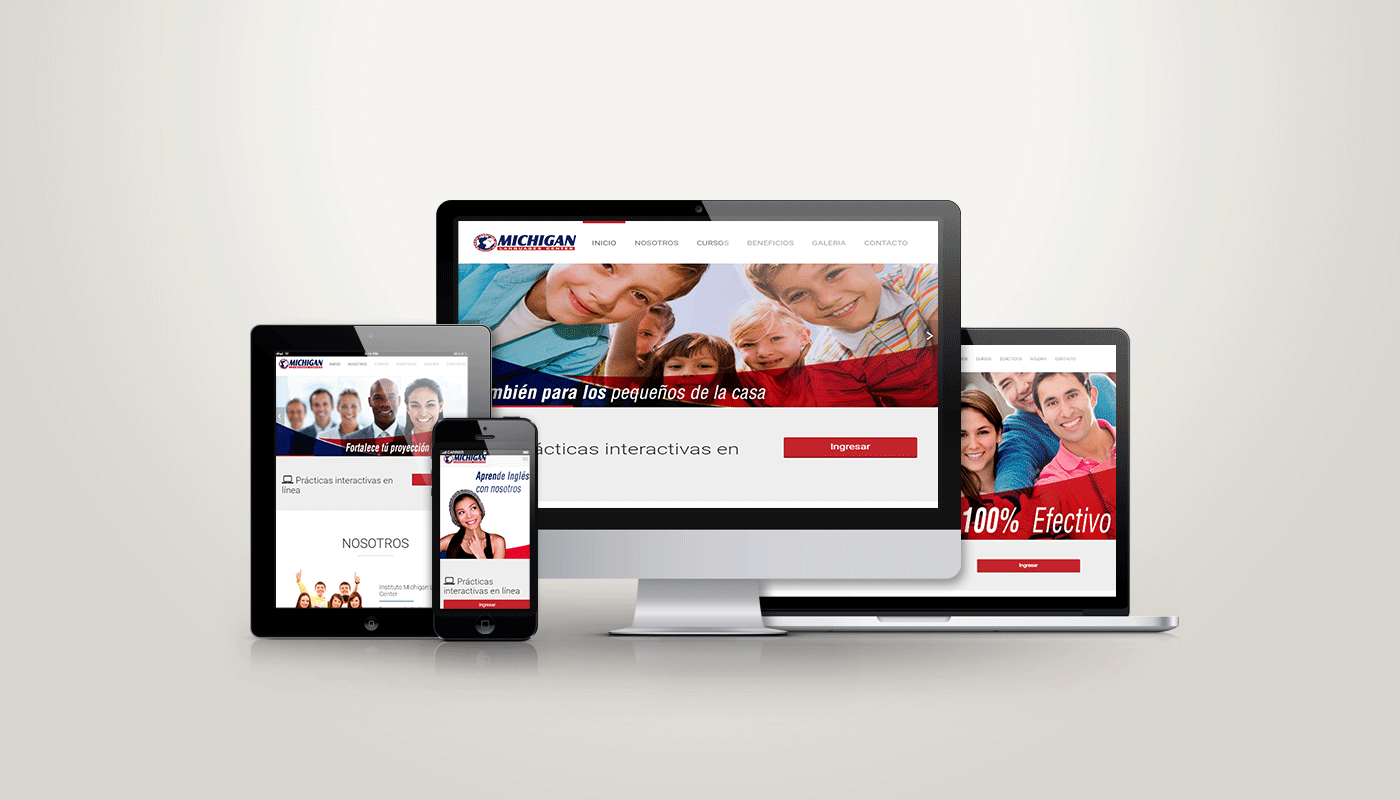 MICHIGAN
LANGUAGES CENTER
INICIO NOSOTROS CURSOS BENEFICIOS GALERIA CONTACTO
mbién para los pequeños de la casa
ácticas interactivas en
Ingresar
MICHIGAN
INICIO NOSOTROS CURSOS BENEFICIOS GALERIA CONTACTO
Fortalece tú proyección
Prácticas interactivas en
línea
NOSOTROS
Instituto Michigan
Center
CARRIER
MICHIGAN
Aprende Inglés
con nosotros
Prácticas
interactivas en línea
Ingresar
CURSOS BENEFICIOS GALERIA CONTACTO
100% Efectivo
Ingresar